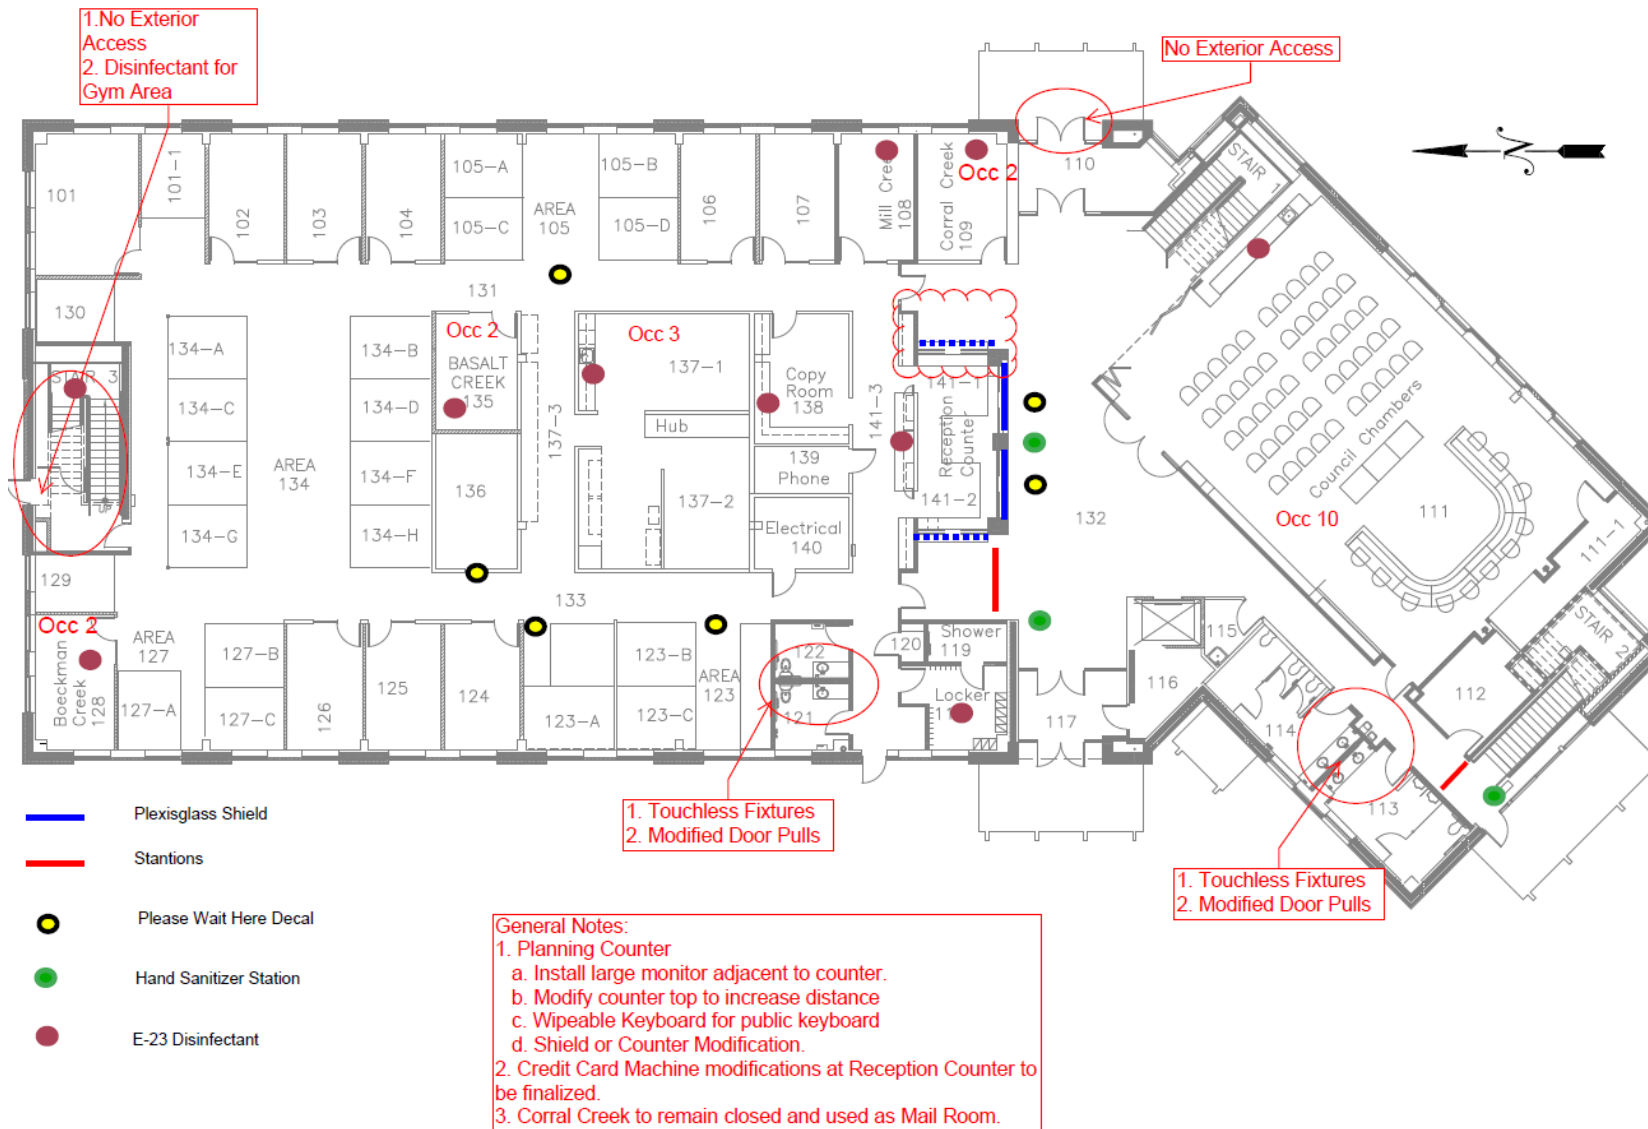 1.No Exterior
Access
2. Disinfectant for
Gym Area
No Exterior Access
N
101
101-1
102
103
104
105-A
105-B
105-C
105-D
AREA
105
106
107
Mill Cree
108
Corral Creek
109
Occ 2
110
STAIR 1
130
131
134-A
134-B
134-C
134-D
134-E
134-F
134-G
134-H
AREA
134
STAIR 3
UP
Occ 2
BASALT
CREEK
135
136
137-3
Occ 3
137-1
Hub
137-2
Copy
Room
138
139
Phone
Electrical
140
141-3
141-1
Reception
Counter
141-2
132
Council Chambers
Occ 10
111
111-1
STAIR 2
129
Occ 2
Boeckman
Creek
128
AREA
127
127-A
127-B
127-C
126
125
124
133
123-A
123-B
123-C
AREA
123
122
121
120
Shower
119
Locker
117
115
116
114
112
113
1. Touchless Fixtures
2. Modified Door Pulls
1. Touchless Fixtures
2. Modified Door Pulls
Plexisglass Shield
Stantions
Please Wait Here Decal
Hand Sanitizer Station
E-23 Disinfectant
General Notes:
1. Planning Counter
a. Install large monitor adjacent to counter.
b. Modify counter top to increase distance
c. Wipeable Keyboard for public keyboard
d. Shield or Counter Modification.
2. Credit Card Machine modifications at Reception Counter to
be finalized.
3. Corral Creek to remain closed and used as Mail Room.